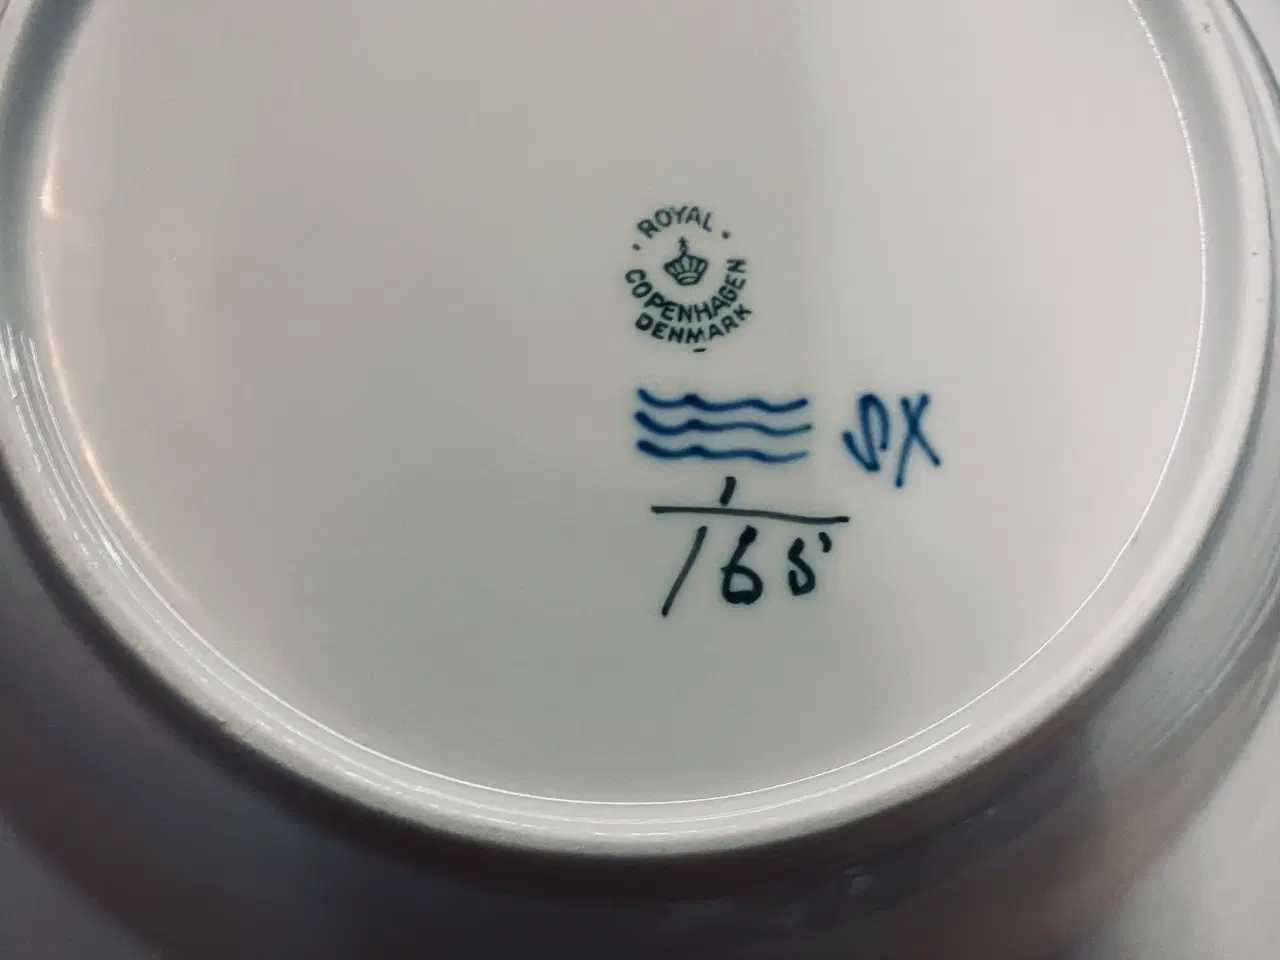 ROYAL
COPENHAGEN
DENMARK
SX
1
165